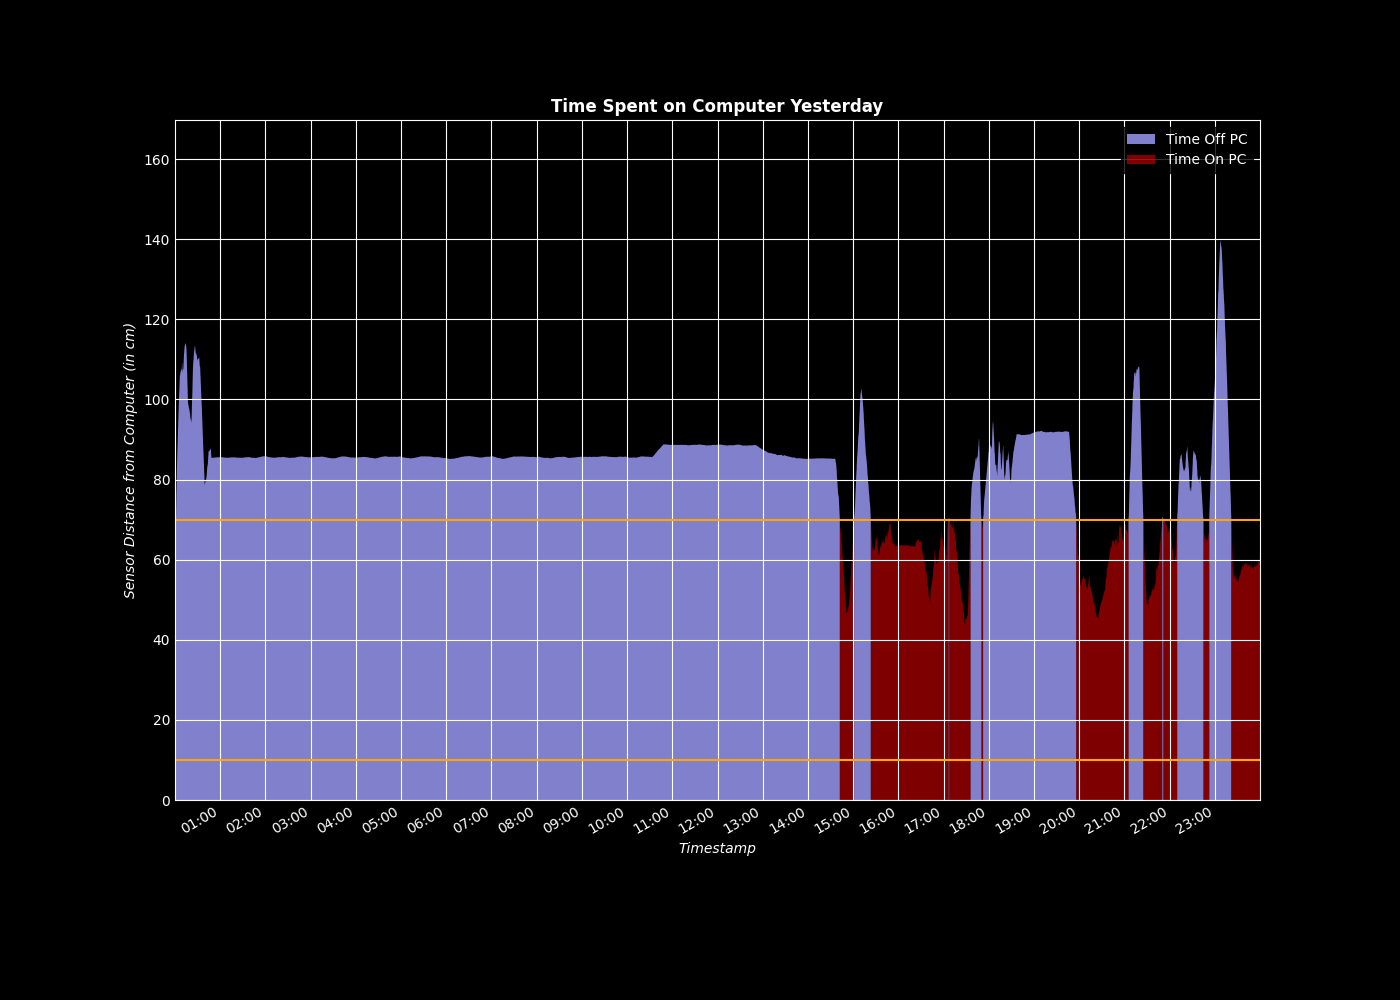 Time Spent on Computer Yesterday
Time Off PC
Time On PC
Sensor Distance from Computer (in cm)
160
140
120
100
80
60
40
20
0
01:00 02:00 03:00 04:00 05:00 06:00 07:00 08:00 09:00 10:00 11:00 12:00 13:00 14:00 15:00 16:00 17:00 18:00 19:00 20:00 21:00 22:00 23:00
Timestamp